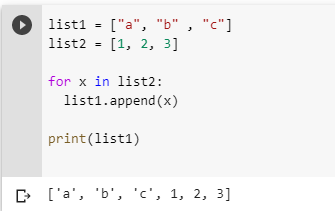 list1 = ["a", "b" , "c"]
list2 = [1, 2, 3]
for x in list2:
  list1.append(x)
print(list1)
['a', 'b', 'c', 1, 2, 3]